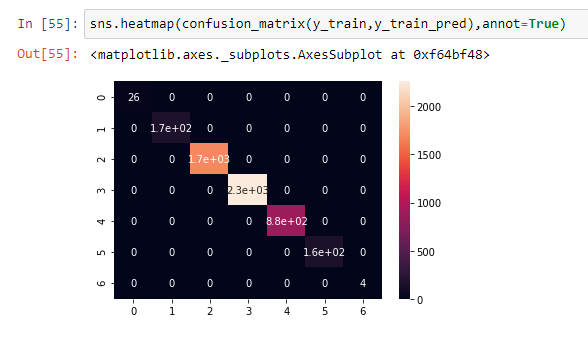 In [55]: sns.heatmap(confusion_matrix(y_train,y_train_pred),annot=True)
Out[55]: <matplotlib.axes._subplots.AxesSubplot at 0xf64bf48>
0 26 0 0 0 0 0 0
1 0 1.7e+02 0 0 0 0 0
2 0 0 1.7e+03 0 0 0 0
3 0 0 0 2.3e+03 0 0 0
4 0 0 0 0 8.8e+02 0 0
5 0 0 0 0 0 1.6e+02 0
6 0 0 0 0 0 0 4
0 1 2 3 4 5 6
2000
1500
1000
500
0